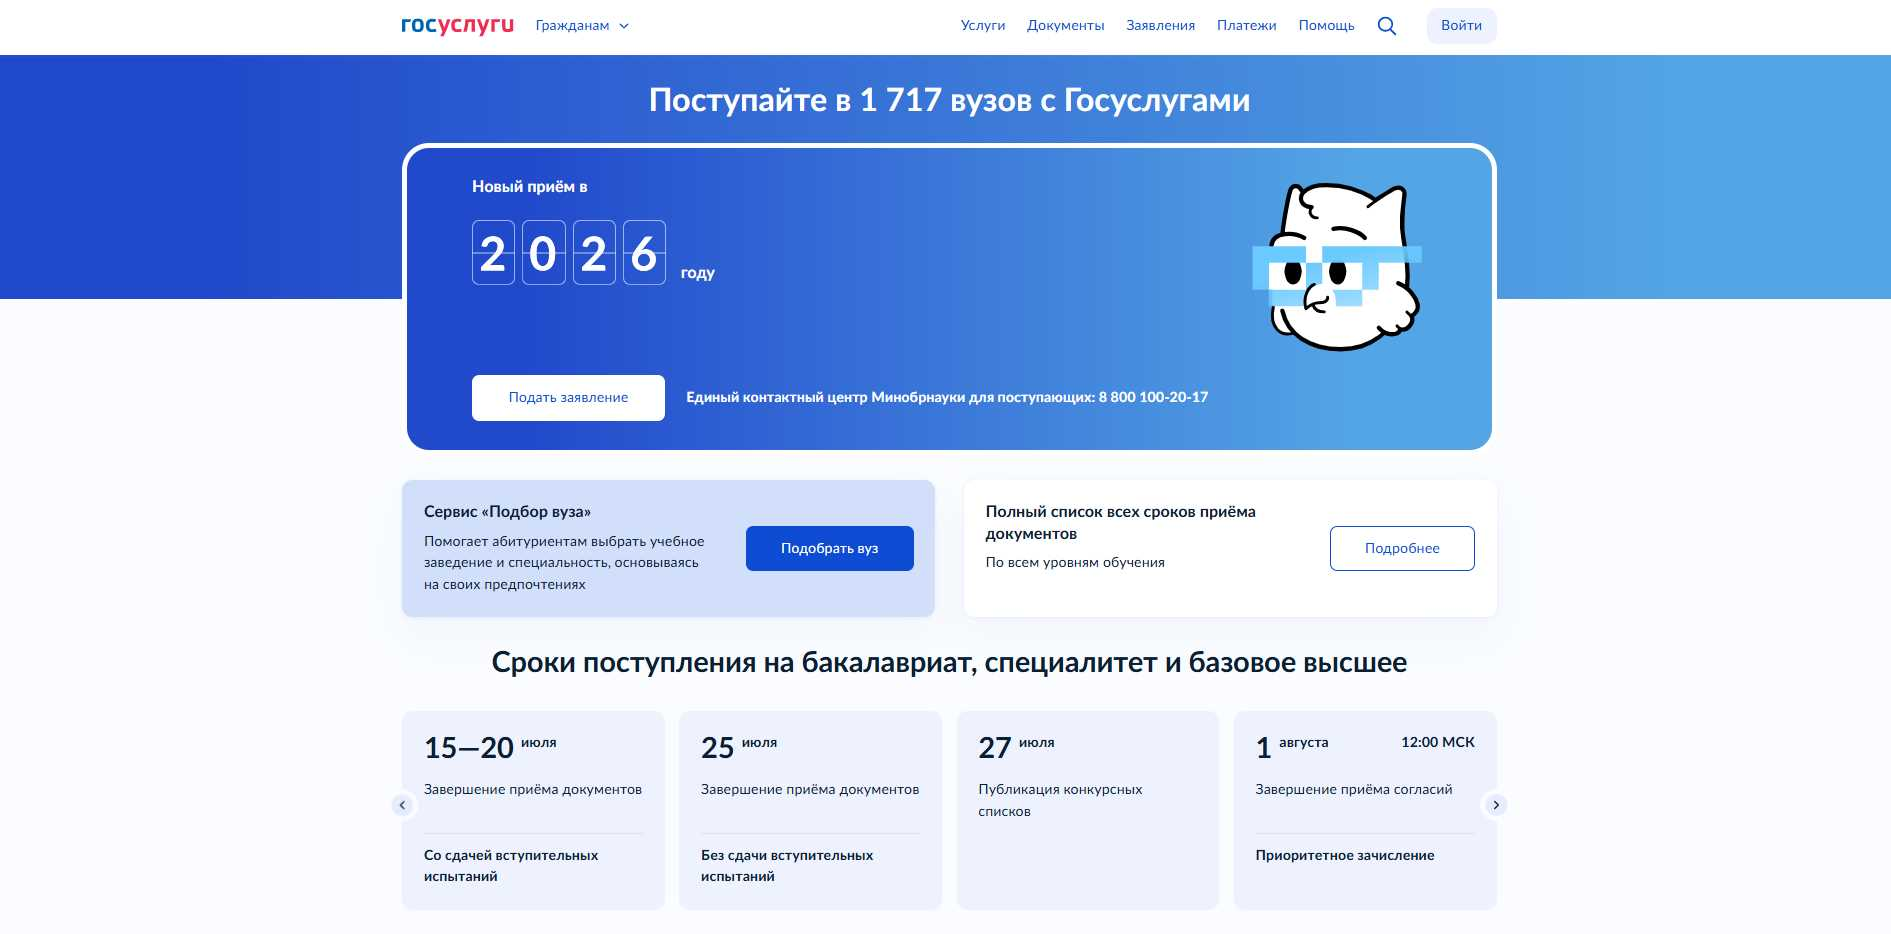 госуслуги Гражданам Услуги Документы Заявления Платежи Помощь Войти
Поступайте в 1 717 вузов с Госуслугами
Новый приём в
2026 году
Подать заявление Единый контактный центр Минобрнауки для поступающих: 8 800 100-20-17
Сервис «Подбор вуза»
Помогает абитуриентам выбрать учебное
заведение и специальность, основываясь
на своих предпочтениях
Подобрать вуз
Полный список всех сроков приёма
документов
По всем уровням обучения
Подробнее
Сроки поступления на бакалавриат, специалитет и базовое высшее
15—20 июля
Завершение приёма документов
Со сдачей вступительных
испытаний
25 июля
Завершение приёма документов
Без сдачи вступительных
испытаний
27 июля
Публикация конкурсных
списков
1 августа 12:00 МСК
Завершение приёма согласий
Приоритетное зачисление